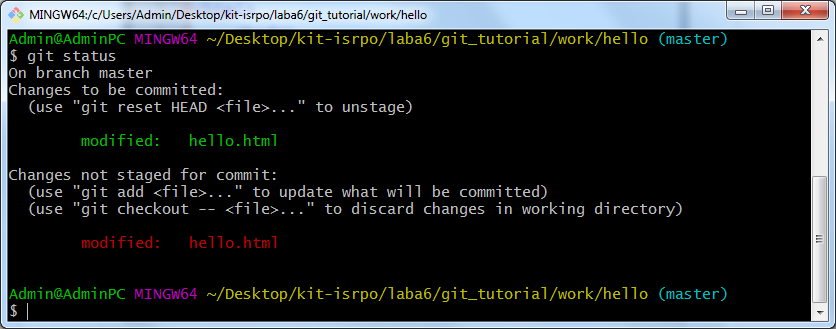 MINGW64:/c/Users/Admin/Desktop/kit-isrpo/laba6/git_tutorial/work/hello
Admin@AdminPC MINGW64 ~/Desktop/kit-isrpo/laba6/git_tutorial/work/hello (master)
$ git status
On branch master
Changes to be committed:
  (use "git reset HEAD <file>..." to unstage)

        modified:   hello.html

Changes not staged for commit:
  (use "git add <file>..." to update what will be committed)
  (use "git checkout -- <file>..." to discard changes in working directory)

        modified:   hello.html

Admin@AdminPC MINGW64 ~/Desktop/kit-isrpo/laba6/git_tutorial/work/hello (master)
$